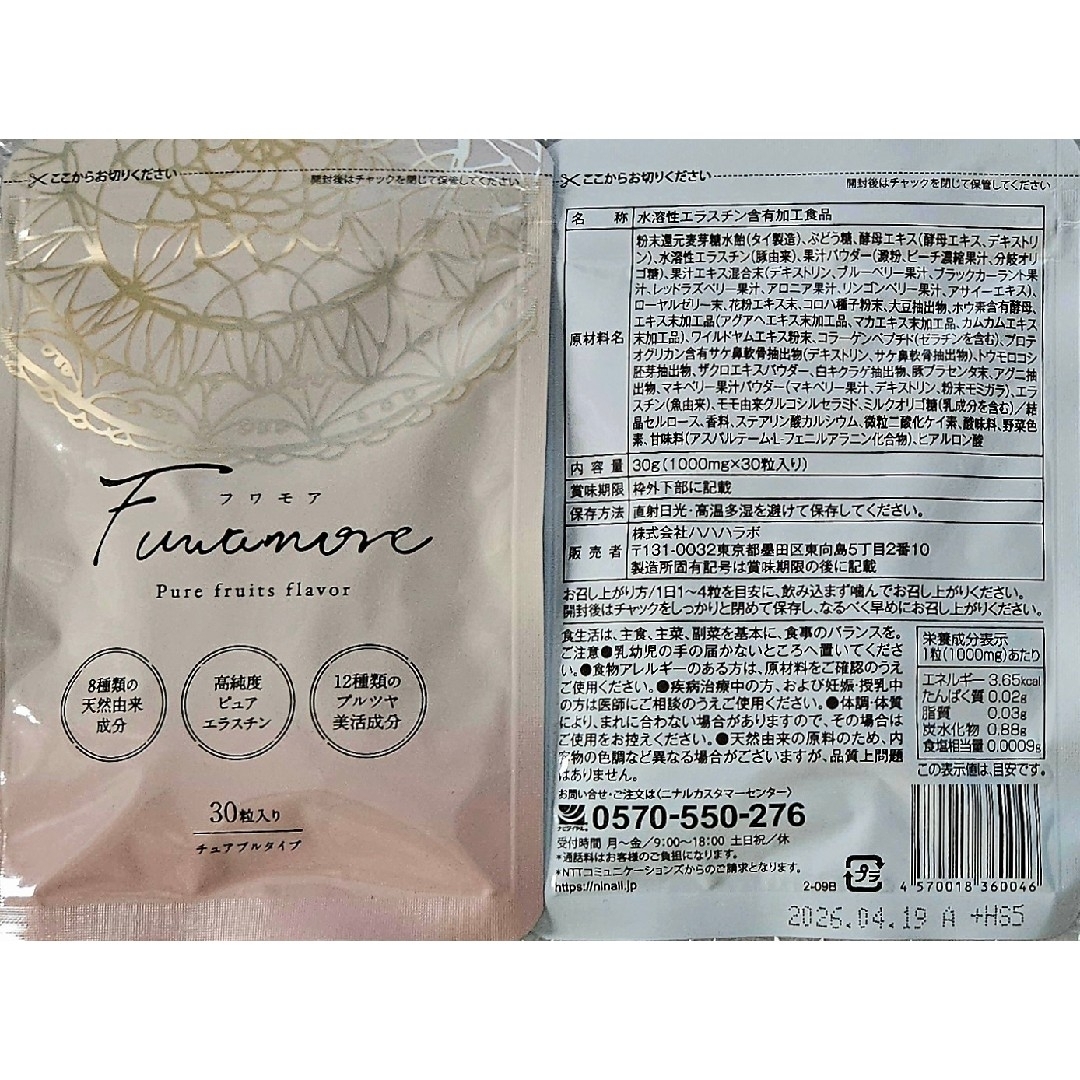 ここからお切りください
開封後はチャックを閉じて保管してください
フワモア
Fuwamore
Pure fruits flavor
8種類の
天然由来
成分
高純度
ピュア
エラスチン
12種類の
プルツヤ
美活成分
30粒入り
チュアブルタイプ
ここからお切りください
開封後はチャックを閉じて保管してください
名 称 水溶性エラスチン含有加工食品
原材料名
粉末還元麦芽糖水飴(タイ製造)、ぶどう糖、酵母エキス(酵母エキス、デキストリ
ン)、水溶性エラスチン(豚由来)、果汁パウダー(澱粉、ピーチ濃縮果汁、分岐オリ
ゴ糖)、果汁エキス混合末(デキストリン、ブルーベリー果汁、ブラックカーラント果
汁、レッドラズベリー果汁、アロニア果汁、リンゴンベリー果汁、アサイーエキス)、
ローヤルゼリー末、花粉エキス末、コロハ種子粉末、大豆抽出物、ホウ素含有酵母、
エキス末加工品(アグアヘエキス末加工品、マカエキス末加工品、カムカムエキス
末加工品)、ワイルドヤムエキス粉末、コラーゲンペプチド(ゼラチンを含む)、プロテ
オグリカン含有サケ鼻軟骨抽出物(デキストリン、サケ鼻軟骨抽出物)、トウモロコシ
胚芽抽出物、ザクロエキスパウダー、白キクラゲ抽出物、豚プラセンタ末、アグニ抽
出物、マキベリー果汁パウダー(マキベリー果汁、デキストリン、粉末モミガラ)、エラ
スチン(魚由来)、モモ由来グルコシルセラミド、ミルクオリゴ糖(乳成分を含む)／結
晶セルロース、香料、ステアリン酸カルシウム、微粒二酸化ケイ素、酸味料、野菜色
素、甘味料(アスパルテーム・L-フェニルアラニン化合物)、ヒアルロン酸
内 容 量 30g(1000mg×30粒入り)
賞味期限 枠外下部に記載
保存方法 直射日光・高温多湿を避けて保存してください。
販 売 者
株式会社ハハハラボ
〒131-0032東京都墨田区東向島5丁目2番10
製造所固有記号は賞味期限の後に記載
お召し上がり方/1日1～4粒を目安に、飲み込まず噛んでお召し上がりください。
開封後はチャックをしっかりと閉めて保存し、なるべく早めにお召し上がりください。
食生活は、主食、主菜、副菜を基本に、食事のバランスを。
ご注意●乳幼児の手の届かないところへ置いてくださ
い。●食物アレルギーのある方は、原材料をご確認のうえ
ご使用ください。●疾病治療中の方、および妊娠・授乳中
の方は医師にご相談のうえご使用ください。●体調・体質
により、まれに合わない場合がありますので、その場合は
ご使用をお控えください。●天然由来の原料のため、内
容物の色調など異なる場合がございますが、品質上問題
はありません。
栄養成分表示
1粒(1000mg)あたり
エネルギー 3.65kcal
たんぱく質 0.02g
脂質 0.03g
炭水化物 0.88g
食塩相当量 0.0009g
この表示値は、目安です。
お問い合せ・ご注文は〈ニナルカスタマーセンター〉
0570-550-276
受付時間 月～金/9:00～18:00 土日祝/休
*通話料はお客様のご負担になります。
*NTTコミュニケーションズからのご請求となります。
https://ninall.jp
2-09B
プラ
4 570018 360046
2026.04.19 A +HS5